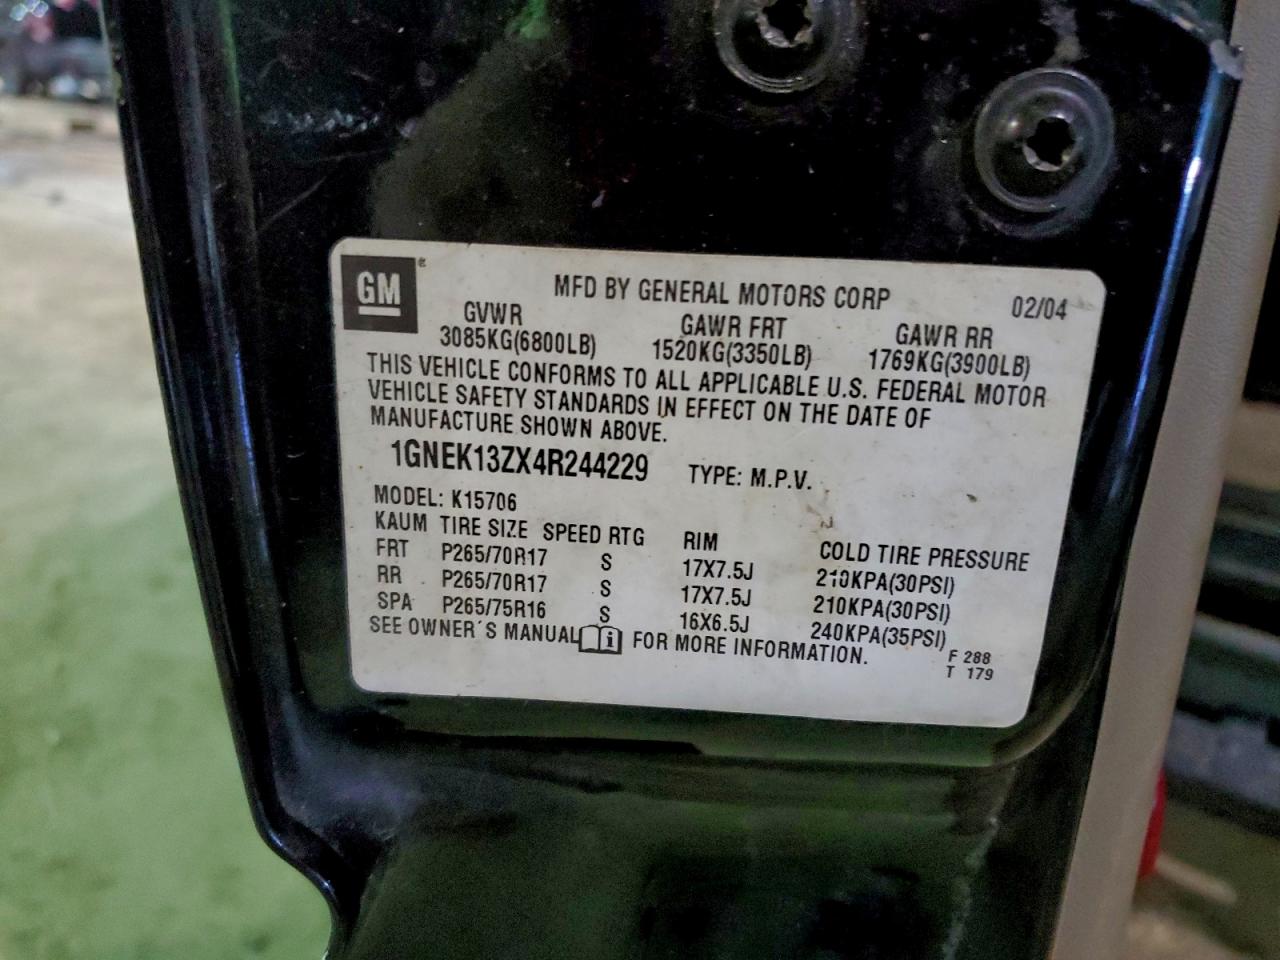 GM®
MFD BY GENERAL MOTORS CORP 02/04
GVWR GAWR FRT GAWR RR
3085KG(6800LB) 1520KG(3350LB) 1769KG(3900LB)
THIS VEHICLE CONFORMS TO ALL APPLICABLE U.S. FEDERAL MOTOR
VEHICLE SAFETY STANDARDS IN EFFECT ON THE DATE OF
MANUFACTURE SHOWN ABOVE.
1GNEK13ZX4R244229 TYPE: M.P.V.
MODEL: K15706
KAUM TIRE SIZE SPEED RTG RIM COLD TIRE PRESSURE
FRT P265/70R17 S 17X7.5J 210KPA(30PSI)
RR P265/70R17 S 17X7.5J 210KPA(30PSI)
SPA P265/75R16 S 16X6.5J 240KPA(35PSI)
SEE OWNER'S MANUAL FOR MORE INFORMATION.
F 288
T 179